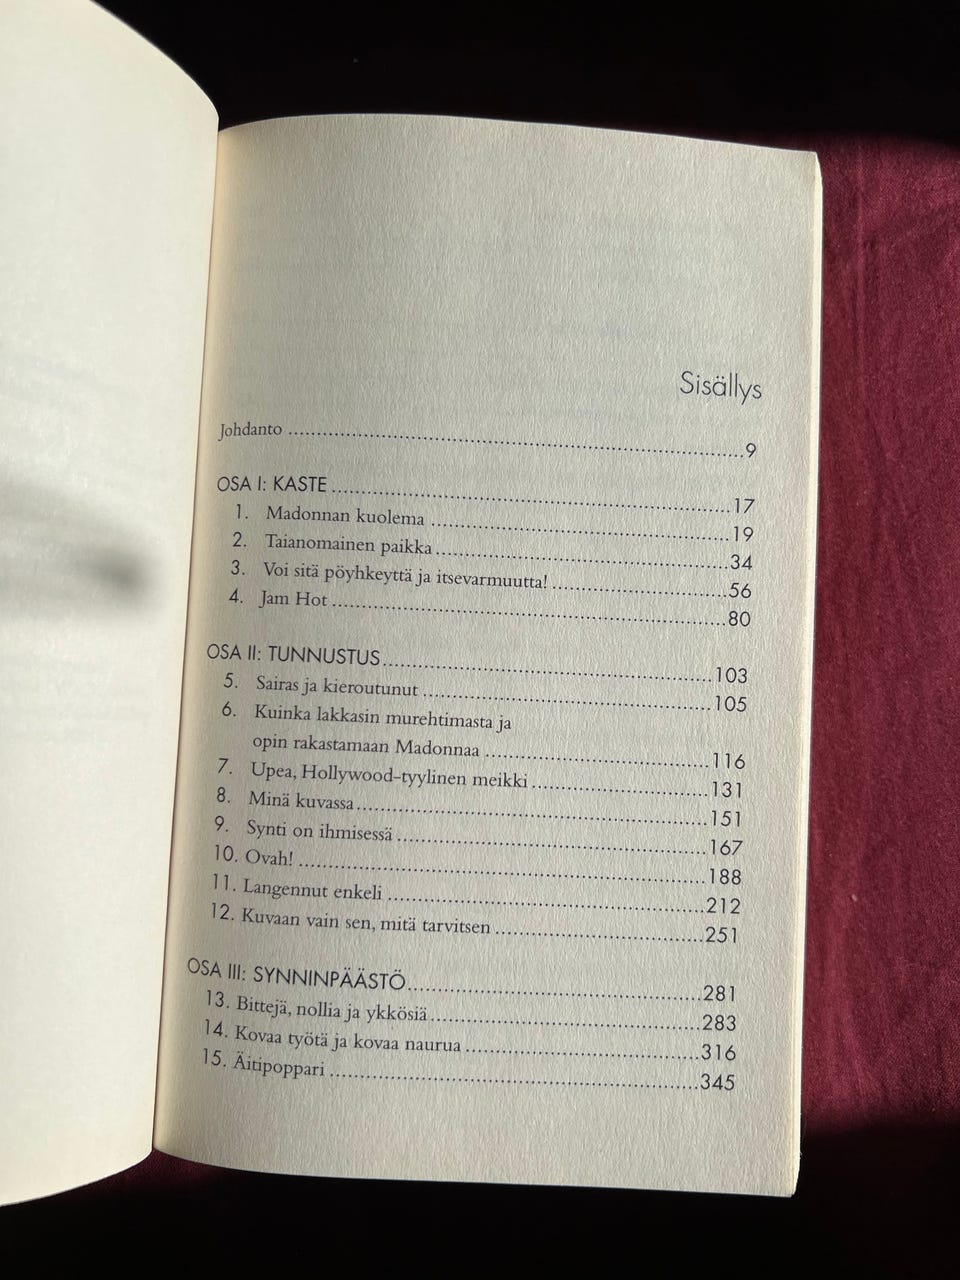 Sisällys
Johdanto ........................................ 9
OSA I: KASTE ........................................ 17
1. Madonnan kuolema ........................................ 19
2. Taianomainen paikka ........................................ 34
3. Voi sitä pöyhkeyttä ja itsevarmuutta! ........................................ 56
4. Jam Hot ........................................ 80
OSA II: TUNNUSTUS ........................................ 103
5. Sairas ja kieroutunut ........................................ 105
6. Kuinka lakkasin murehtimasta ja
opin rakastamaan Madonnaa ........................................ 116
7. Upea, Hollywood-tyylinen meikki ........................................ 131
8. Minä kuvassa ........................................ 151
9. Synti on ihmisessä ........................................ 167
10. Ovah! ........................................ 188
11. Langennut enkeli ........................................ 212
12. Kuvaan vain sen, mitä tarvitsen ........................................ 251
OSA III: SYNNINPÄÄSTÖ ........................................ 281
13. Bittejä, nollia ja ykkösiä ........................................ 283
14. Kovaa työtä ja kovaa naurua ........................................ 316
15. Äitipoppari ........................................ 345